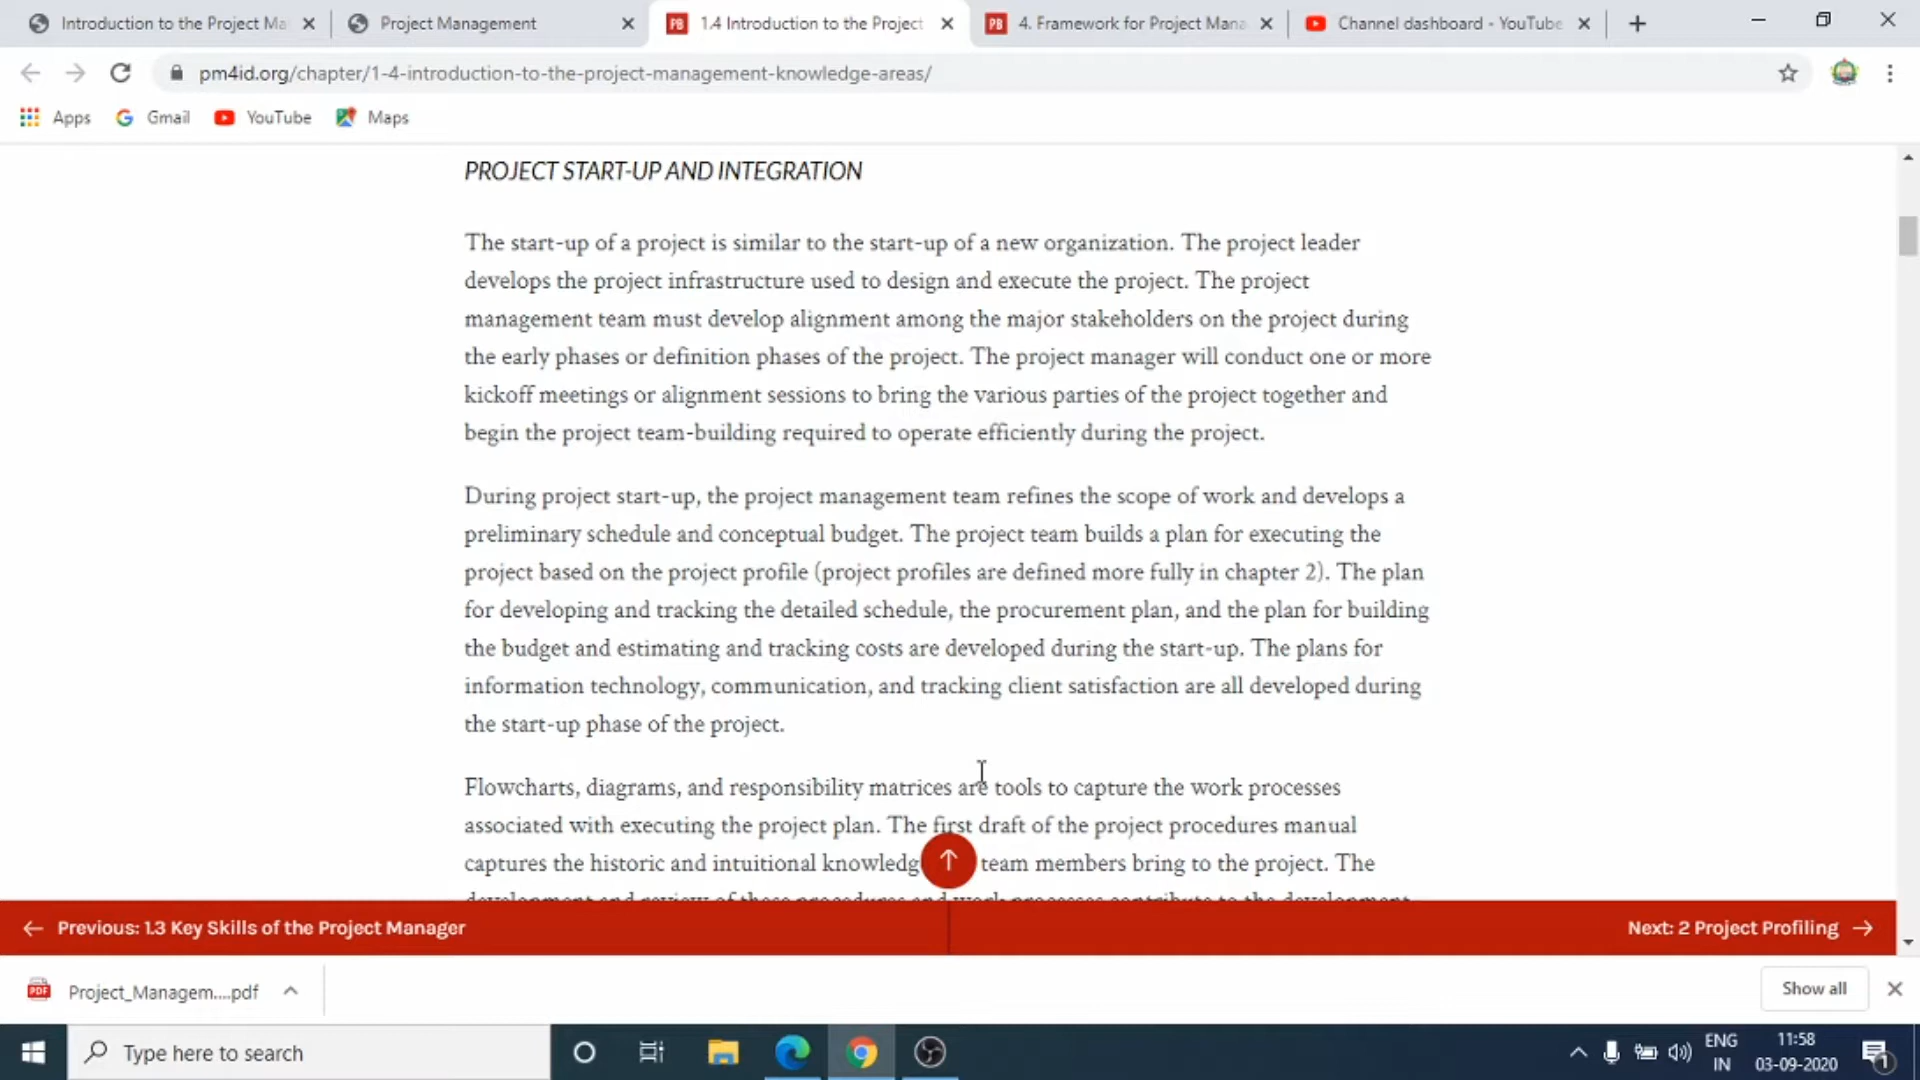 Introduction to the Project Ma
Project Management
1.4 Introduction to the Project
4. Framework for Project Mana
Channel dashboard - YouTube
pm4id.org/chapter/1-4-introduction-to-the-project-management-knowledge-areas/
Apps
Gmail
YouTube
Maps
PROJECT START-UP AND INTEGRATION
The start-up of a project is similar to the start-up of a new organization. The project leader
develops the project infrastructure used to design and execute the project. The project
management team must develop alignment among the major stakeholders on the project during
the early phases or definition phases of the project. The project manager will conduct one or more
kickoff meetings or alignment sessions to bring the various parties of the project together and
begin the project team-building required to operate efficiently during the project.
During project start-up, the project management team refines the scope of work and develops a
preliminary schedule and conceptual budget. The project team builds a plan for executing the
project based on the project profile (project profiles are defined more fully in chapter 2). The plan
for developing and tracking the detailed schedule, the procurement plan, and the plan for building
the budget and estimating and tracking costs are developed during the start-up. The plans for
information technology, communication, and tracking client satisfaction are all developed during
the start-up phase of the project.
Flowcharts, diagrams, and responsibility matrices are tools to capture the work processes
associated with executing the project plan. The first draft of the project procedures manual
captures the historic and intuitional knowledg team members bring to the project. The
development and review of these procedures and work processes contribute to the development
Previous: 1.3 Key Skills of the Project Manager
Next: 2 Project Profiling
Project_Managem....pdf
Show all
Type here to search
ENG
IN
11:58
03-09-2020
1